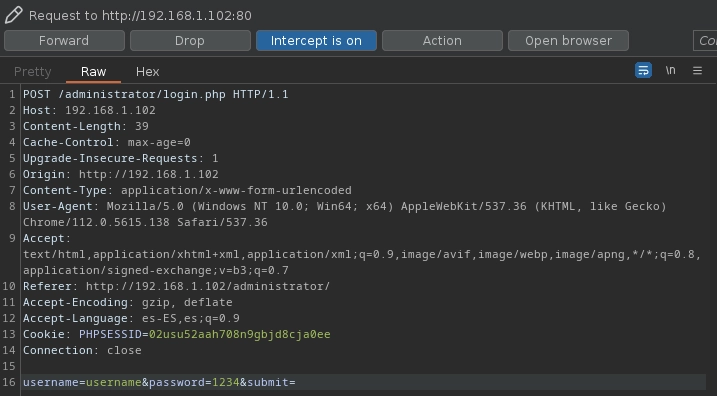 Request to http://192.168.1.102:80
Forward Drop Intercept is on Action Open browser
Pretty Raw Hex \n
1 POST /administrator/login.php HTTP/1.1
2 Host: 192.168.1.102
3 Content-Length: 39
4 Cache-Control: max-age=0
5 Upgrade-Insecure-Requests: 1
6 Origin: http://192.168.1.102
7 Content-Type: application/x-www-form-urlencoded
8 User-Agent: Mozilla/5.0 (Windows NT 10.0; Win64; x64) AppleWebKit/537.36 (KHTML, like Gecko)
Chrome/112.0.5615.138 Safari/537.36
9 Accept:
text/html,application/xhtml+xml,application/xml;q=0.9,image/avif,image/webp,image/apng,*/*;q=0.8,
application/signed-exchange;v=b3;q=0.7
10 Referer: http://192.168.1.102/administrator/
11 Accept-Encoding: gzip, deflate
12 Accept-Language: es-ES,es;q=0.9
13 Cookie: PHPSESSID=02usu52aah708n9gbjd8cja0ee
14 Connection: close
15
16 username=username&password=1234&submit=